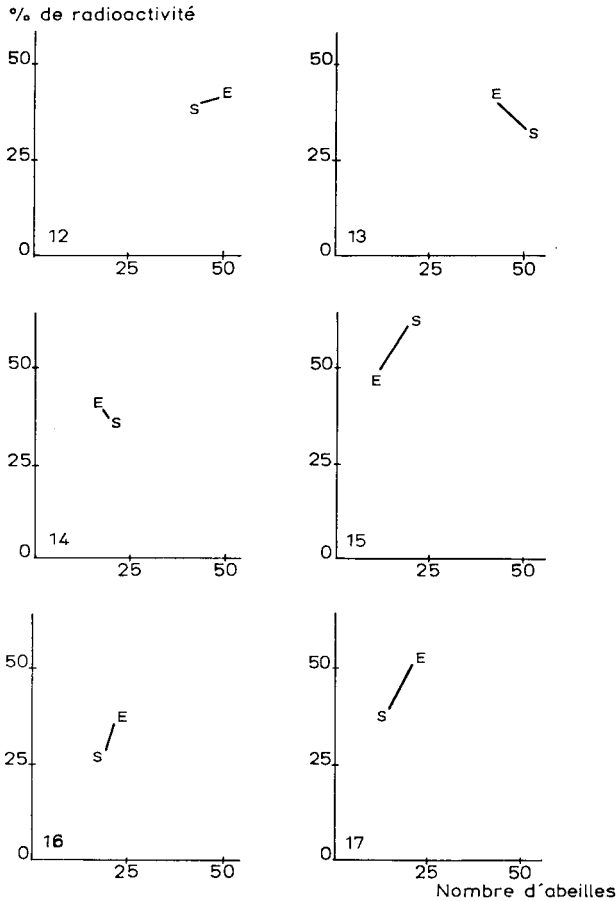 % de radioactivité
50 50
E E
S S
25 25
12 13
0 0
25 50 25 50
S
50 50
E E
S
25 25
14 15
0 0
25 50 25 50
50 E 50
E S
25 S 25
16 17
0 0
25 50 25 50
Nombre d'abeilles